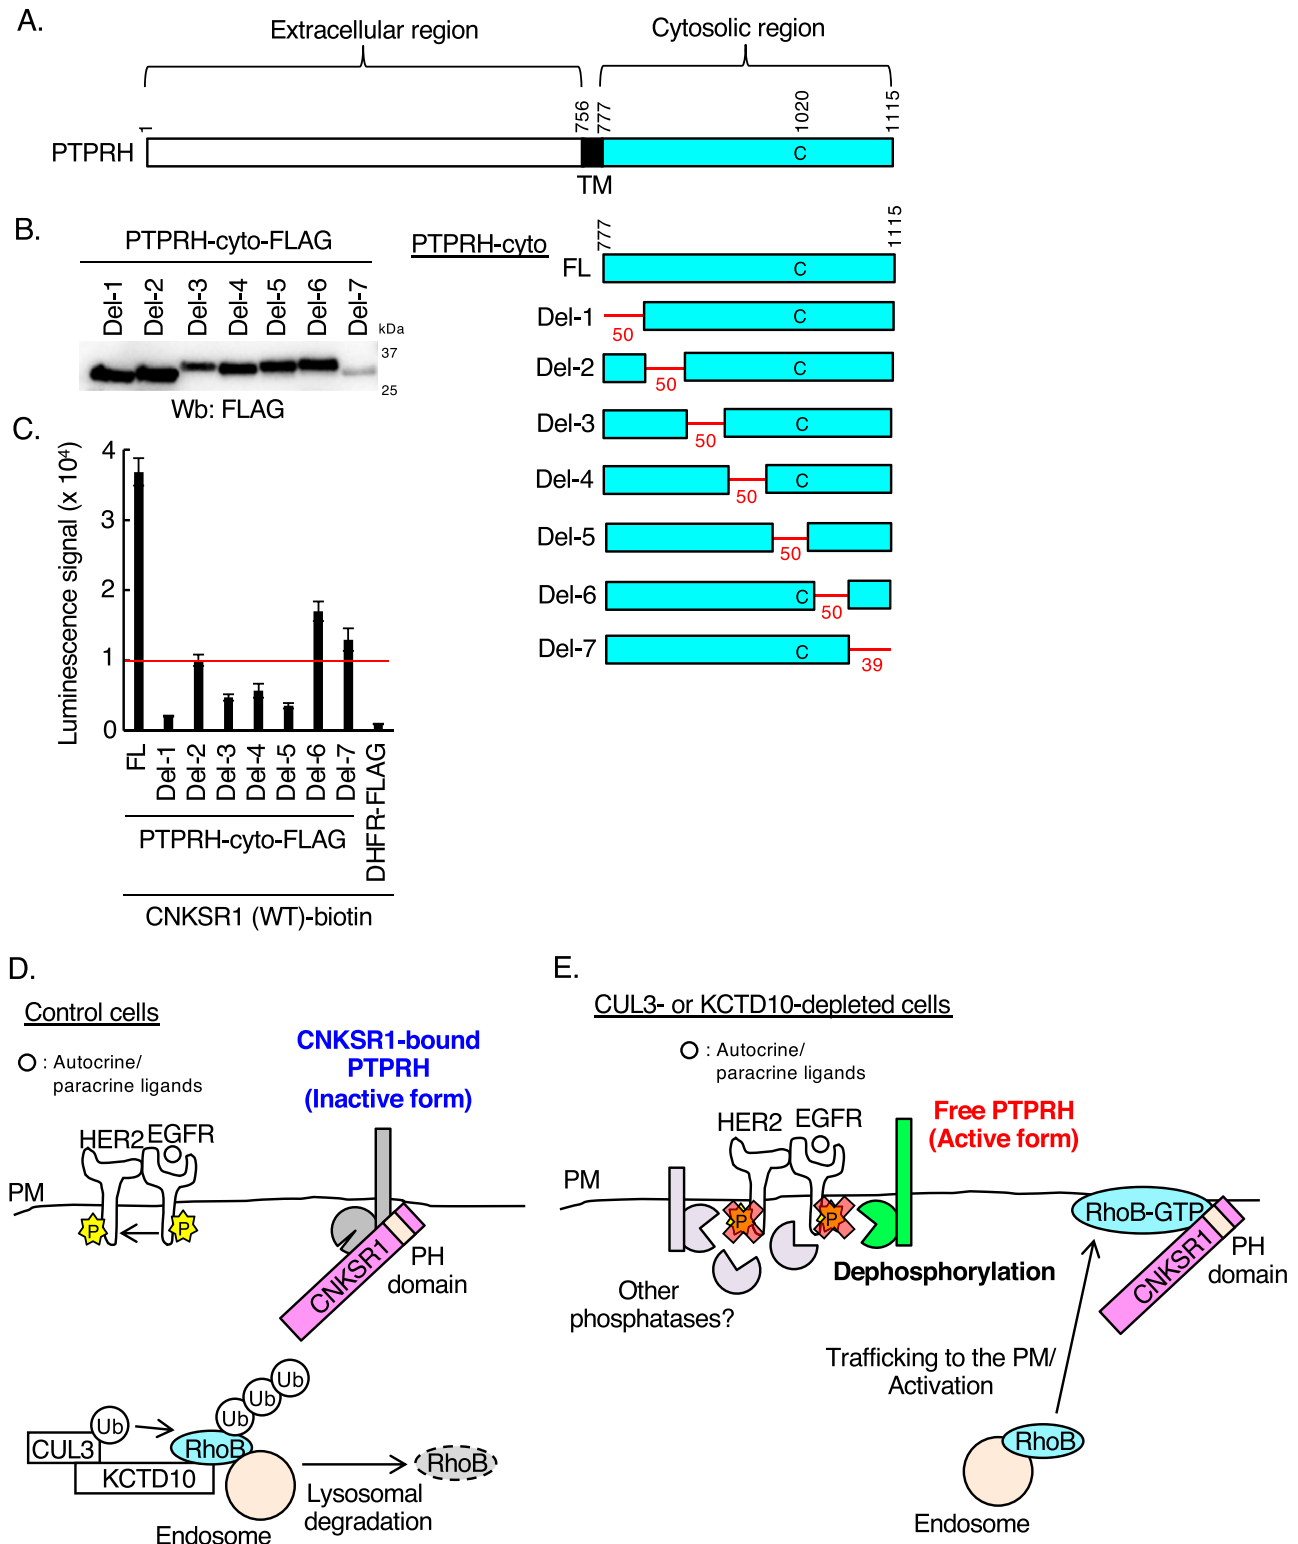 A.
Extracellular region
Cytosolic region
1
756
777
1020
1115
PTPRH
C
TM
B.
PTPRH-cyto-FLAG
Del-1
Del-2
Del-3
Del-4
Del-5
Del-6
Del-7
kDa
37
25
Wb: FLAG
PTPRH-cyto
777
1115
FL
C
Del-1
C
50
Del-2
C
50
Del-3
C
50
Del-4
C
50
Del-5
50
Del-6
C
50
Del-7
C
39
C.
Luminescence signal (x 10⁴)
4
3
2
1
0
FL
Del-1
Del-2
Del-3
Del-4
Del-5
Del-6
Del-7
DHFR-FLAG
PTPRH-cyto-FLAG
CNKSR1 (WT)-biotin
D.
Control cells
: Autocrine/
paracrine ligands
CNKSR1-bound
PTPRH
(Inactive form)
HER2
EGFR
PM
P
P
CNKSR1
PH
domain
Ub
Ub
Ub
Ub
CUL3
RhoB
KCTD10
Endosome
Lysosomal
degradation
RhoB
E.
CUL3- or KCTD10-depleted cells
: Autocrine/
paracrine ligands
HER2
EGFR
Free PTPRH
(Active form)
PM
P
P
RhoB-GTP
CNKSR1
PH
domain
Dephosphorylation
Other
phosphatases?
Trafficking to the PM/
Activation
RhoB
Endosome